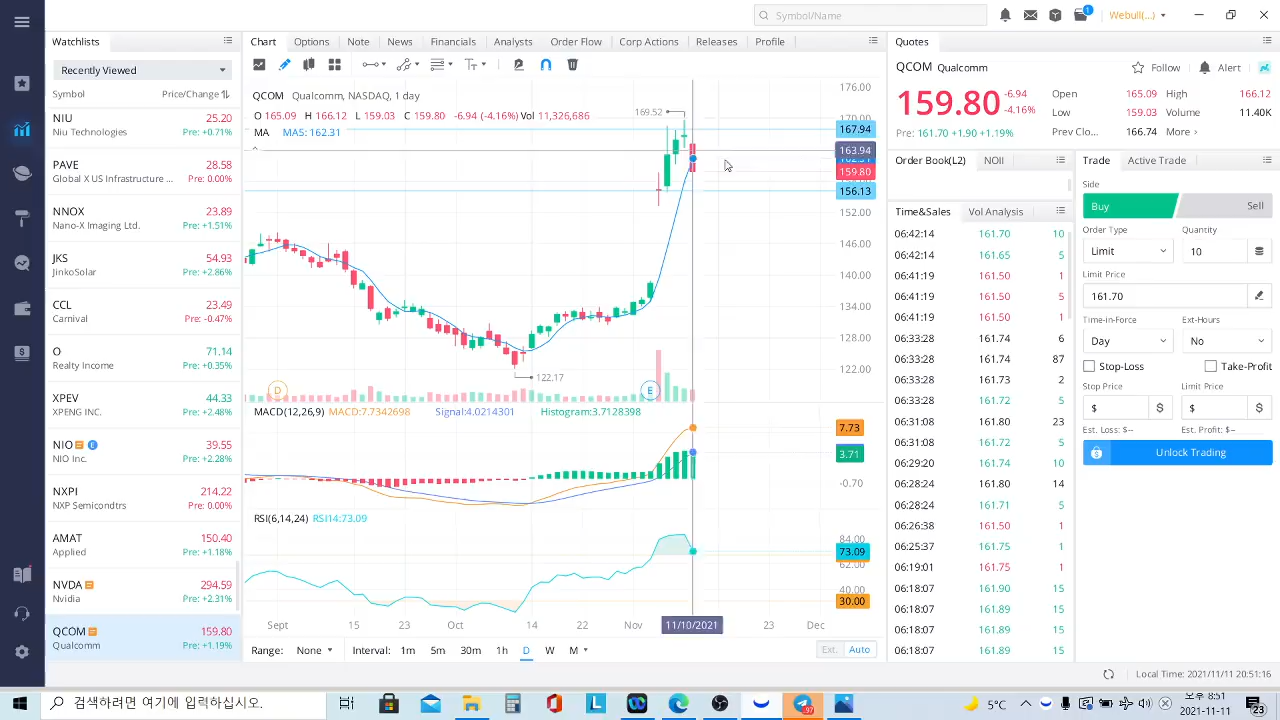 Symbol/Name
1
Webull(...)
Watchlists
Recently Viewed
Symbol Price/Change
NIU 25.20
Niu Technologies Pre: +0.71%
PAVE 28.58
Global X US Infrastructure ... Pre: 0.00%
NNOX 23.89
Nano-X Imaging Ltd. Pre: +1.51%
JKS 54.93
JinkoSolar Pre: +2.86%
CCL 23.49
Carnival Pre: -0.47%
O 71.14
Realty Income Pre: +0.35%
XPEV 44.33
XPENG INC. Pre: +2.48%
NIO E 39.55
NIO Inc. Pre: +2.28%
NXPI 214.22
NXP Semicondtrs Pre: 0.00%
AMAT 150.40
Applied Pre: +1.18%
NVDA 294.59
Nvidia Pre: +2.31%
QCOM 159.80
Qualcomm Pre: +1.19%
Chart Options Note News Financials Analysts Order Flow Corp Actions Releases Profile
QCOM Qualcomm, NASDAQ, 1 day
O 165.09 H 166.12 L 159.03 C 159.80 -6.94 (-4.16%) Vol 11,326,686
MA MA5: 162.31
169.52
122.17
D
E
176.00
167.94
163.94
159.80
156.13
152.00
146.00
140.00
134.00
128.00
122.00
MACD(12,26,9) MACD:7.7342698 Signal:4.0214301 Histogram:3.7128398
7.73
3.71
-0.70
RSI(6,14,24) RSI14:73.09
84.00
73.09
62.00
40.00
30.00
Sept 15 23 Oct 14 22 Nov 11/10/2021 23 Dec
Range: None Interval: 1m 5m 30m 1h D W M Ext. Auto
Quotes
QCOM Qualcomm Follow Alert
159.80 -6.94
-4.16%
Pre: 161.70 +1.90 +1.19%
Open 165.09 High 166.12
Low 159.03 Volume 11.40K
Prev Clo... 166.74 More
Order Book(L2) NOII
Time&Sales Vol Analysis
06:42:14 161.70 10
06:42:14 161.65 5
06:41:19 161.50 1
06:41:19 161.50 5
06:41:19 161.50 1
06:33:28 161.74 6
06:33:28 161.74 87
06:33:28 161.73 2
06:33:28 161.72 5
06:31:08 161.80 23
06:31:08 161.72 5
06:29:20 161.74 10
06:28:24 161.80 14
06:28:24 161.71 5
06:26:38 161.50 1
06:25:37 161.75 1
06:19:01 161.75 1
06:18:07 161.90 15
06:18:07 161.89 15
06:18:07 161.89 15
06:18:07 161.89 15
Trade Active Trade
Side
Buy Sell
Order Type Quantity
Limit 10
Limit Price
161.70
Time-in-Force Ext-Hours
Day No
Stop-Loss Take-Profit
Stop Price Limit Price
$ $ $ $
Est. Loss: $-- Est. Profit: $--
Unlock Trading
Local Time: 2021/11/11 20:51:16
검색하려면 여기에 입력하십시오.
23°C
오후 8:51
2021-11-11